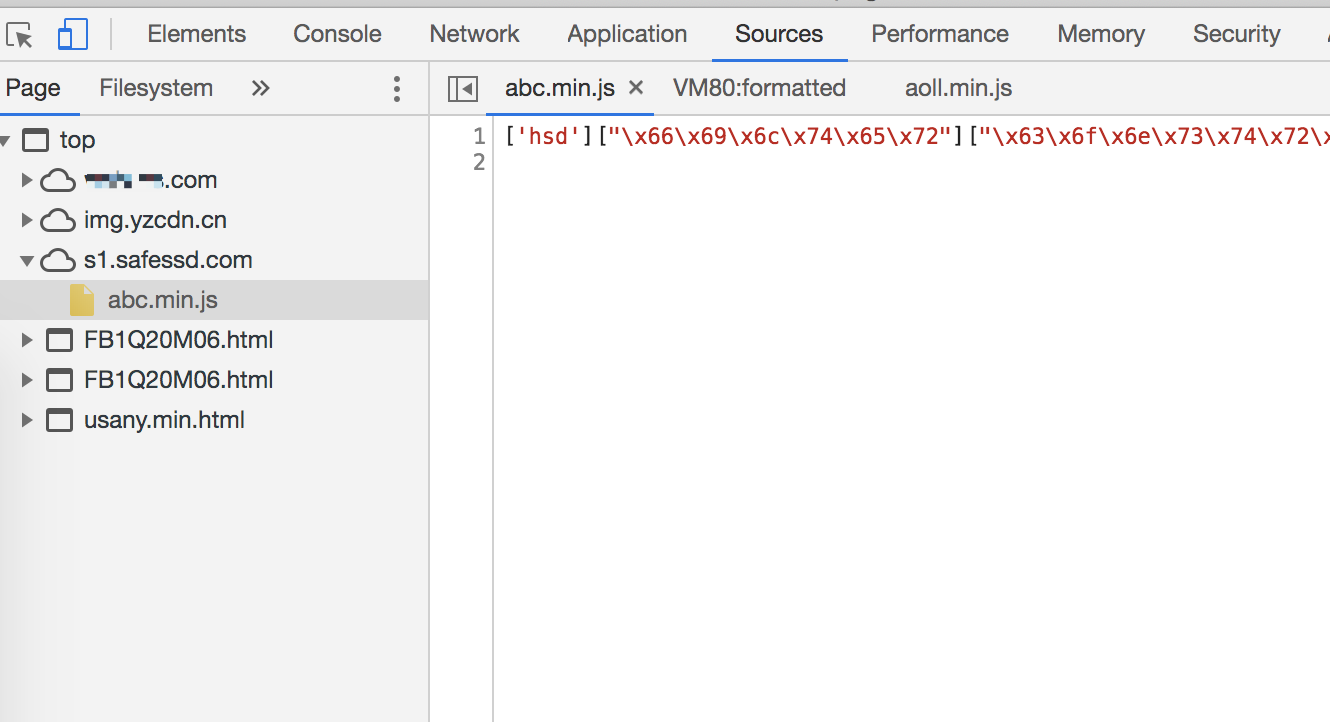 Elements Console Network Application Sources Performance Memory Security
Page Filesystem » abc.min.js × VM80:formatted aoll.min.js
top
.com
img.yzcdn.cn
s1.safessd.com
abc.min.js
FB1Q20M06.html
FB1Q20M06.html
usany.min.html
1 ['hsd']["\x66\x69\x6c\x74\x65\x72"]["\x63\x6f\x6e\x73\x74\x72\x
2